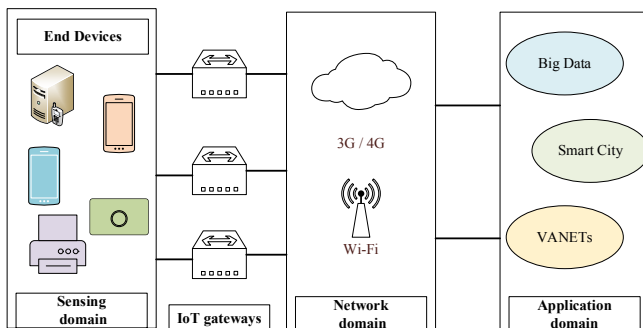 End Devices
Big Data
3G / 4G
Smart City
Wi-Fi
VANETs
Sensing
domain
IoT gateways
Network
domain
Application
domain